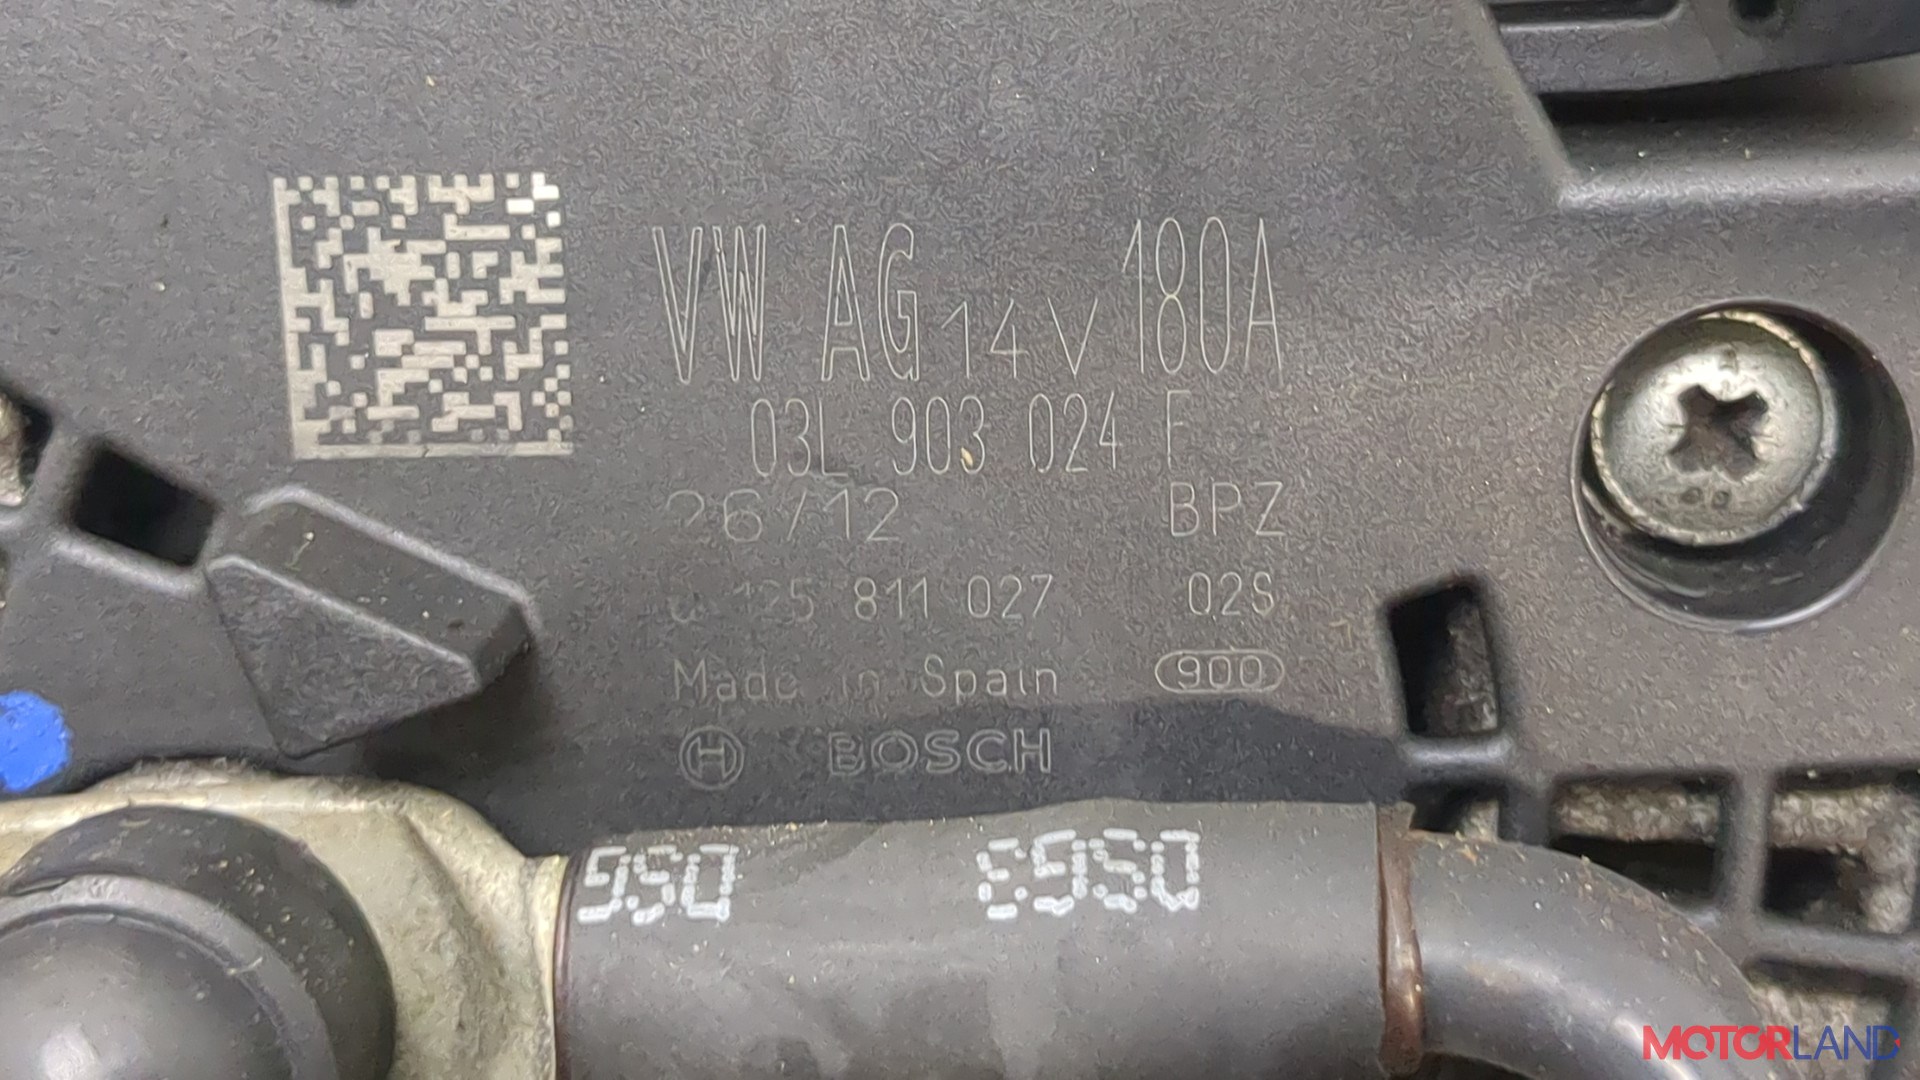 VW AG 14V 180A
03L 903 024 F
26/12 BPZ
0 125 811 027 02S
Made in Spain 900
BOSCH
MOTORLAND